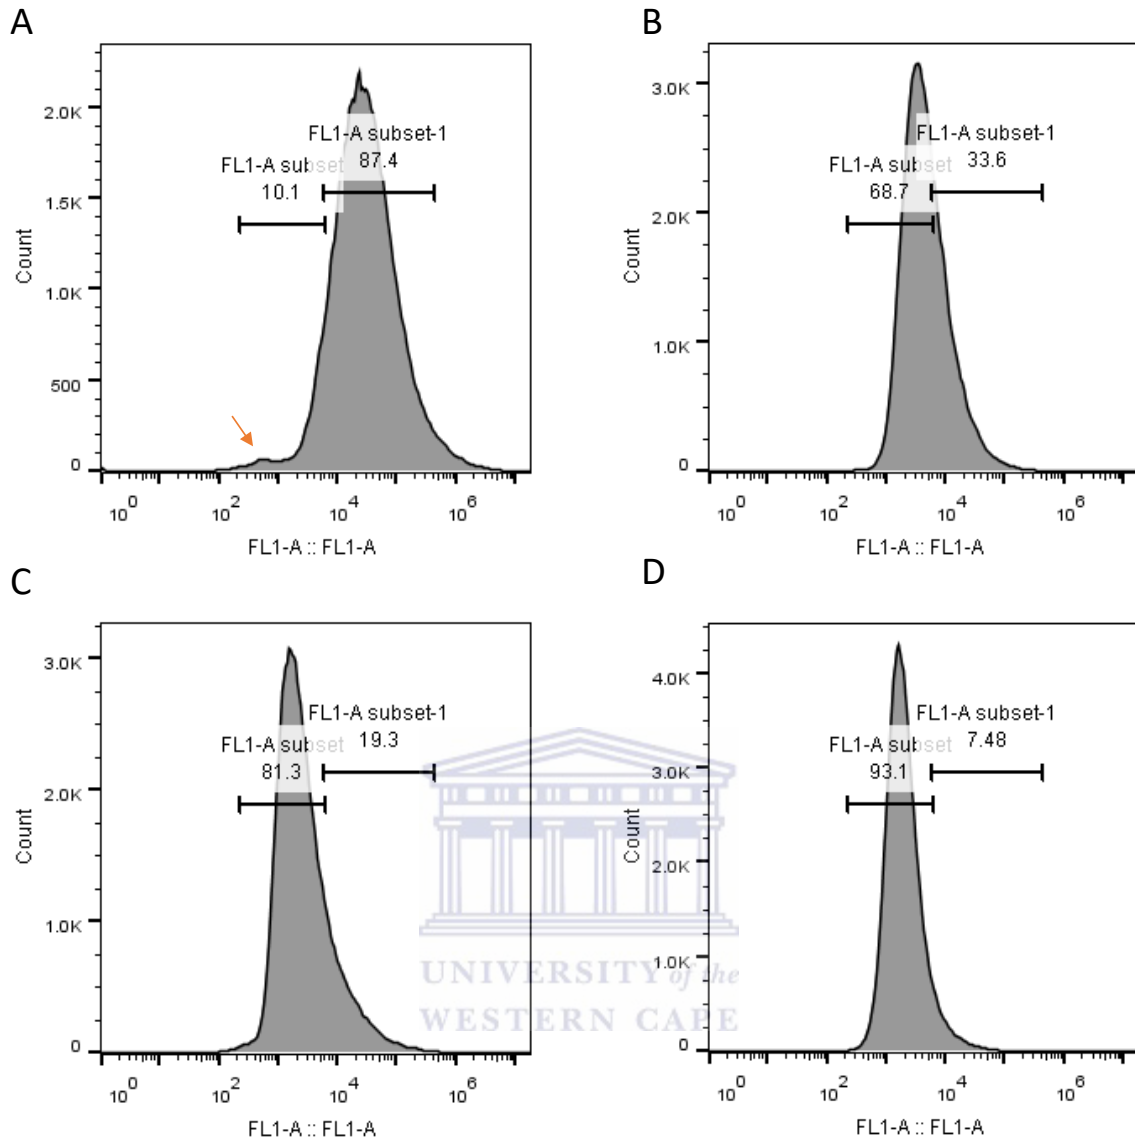 A
2.0K
1.5K
1.0K
500
0
Count
FL1-A subset-1
87.4
FL1-A subset
10.1
10^0
10^2
10^4
10^6
FL1-A :: FL1-A
B
3.0K
2.0K
1.0K
0
Count
FL1-A subset-1
33.6
FL1-A subset
68.7
10^0
10^2
10^4
10^6
FL1-A :: FL1-A
C
3.0K
2.0K
1.0K
0
Count
FL1-A subset-1
19.3
FL1-A subset
81.3
10^0
10^2
10^4
10^6
FL1-A :: FL1-A
D
4.0K
3.0K
2.0K
1.0K
0
Count
FL1-A subset-1
7.48
FL1-A subset
93.1
10^0
10^2
10^4
10^6
FL1-A :: FL1-A
UNIVERSITY of the
WESTERN CAPE